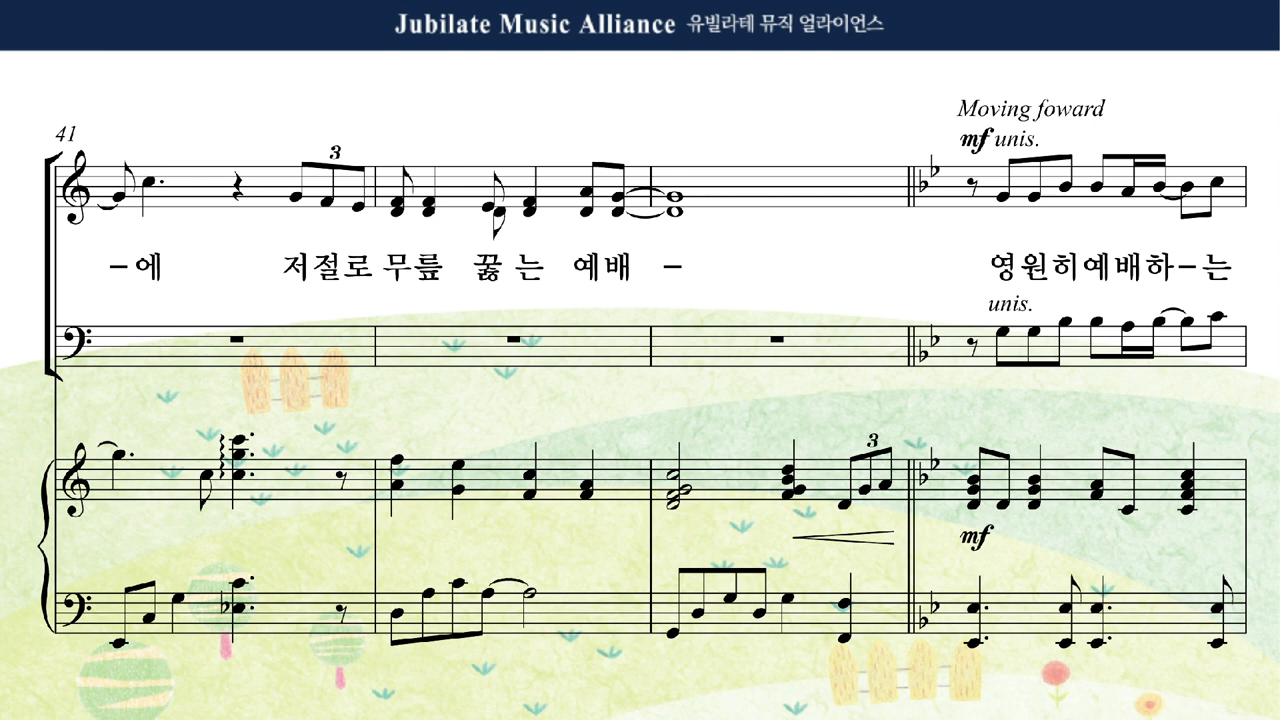 Jubilate Music Alliance 유빌라테 뮤직 얼라이언스
Moving foward
41
mf unis.
3
-에 저절로 무릎 꿇는 예배 - 영원히예배하-는
unis.
3
mf